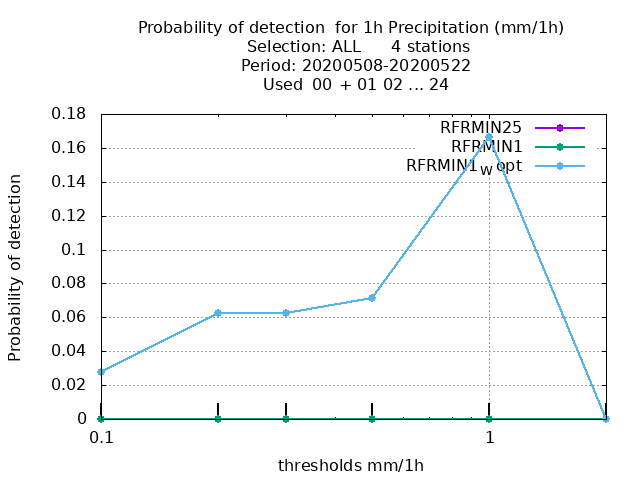 Probability of detection  for 1h Precipitation (mm/1h)
Selection: ALL      4 stations
Period: 20200508-20200522
Used  00  + 01 02 ... 24
0.18
RFRMIN25
0.16
RFRMIN1
RFRMIN1W opt
0.14
0.12
0.1
0.08
0.06
0.04
0.02
0
Probability of detection
0.1
1
thresholds mm/1h